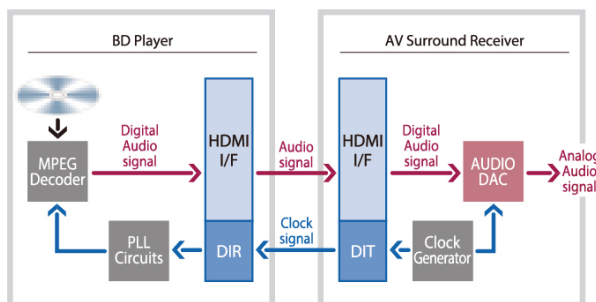 BD Player
AV Surround Receiver
MPEG
Decoder
Digital
Audio
signal
HDMI
I/F
Audio
signal
HDMI
I/F
Digital
Audio
signal
AUDIO
DAC
Analog
Audio
signal
PLL
Circuits
DIR
Clock
signal
DIT
Clock
Generator